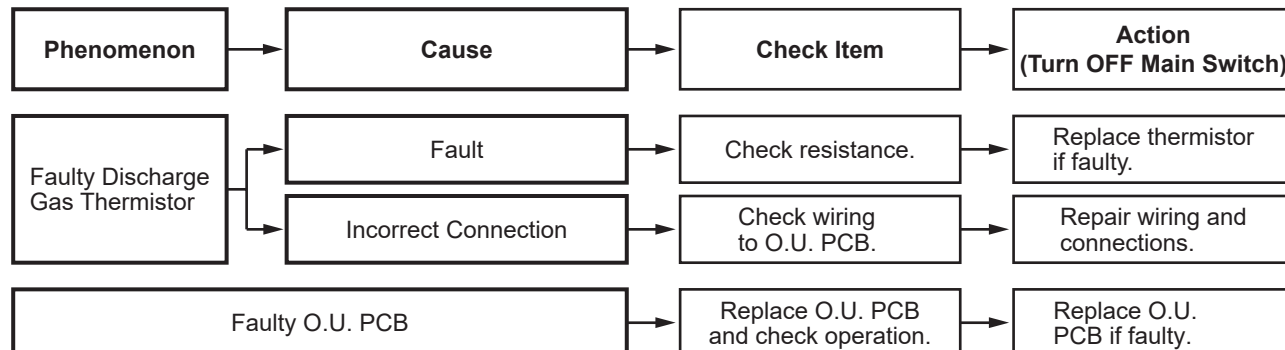 Phenomenon
Cause
Check Item
Action
(Turn OFF Main Switch)
Faulty Discharge
Gas Thermistor
Fault
Check resistance.
Replace thermistor
if faulty.
Incorrect Connection
Check wiring
to O.U. PCB.
Repair wiring and
connections.
Faulty O.U. PCB
Replace O.U. PCB
and check operation.
Replace O.U.
PCB if faulty.